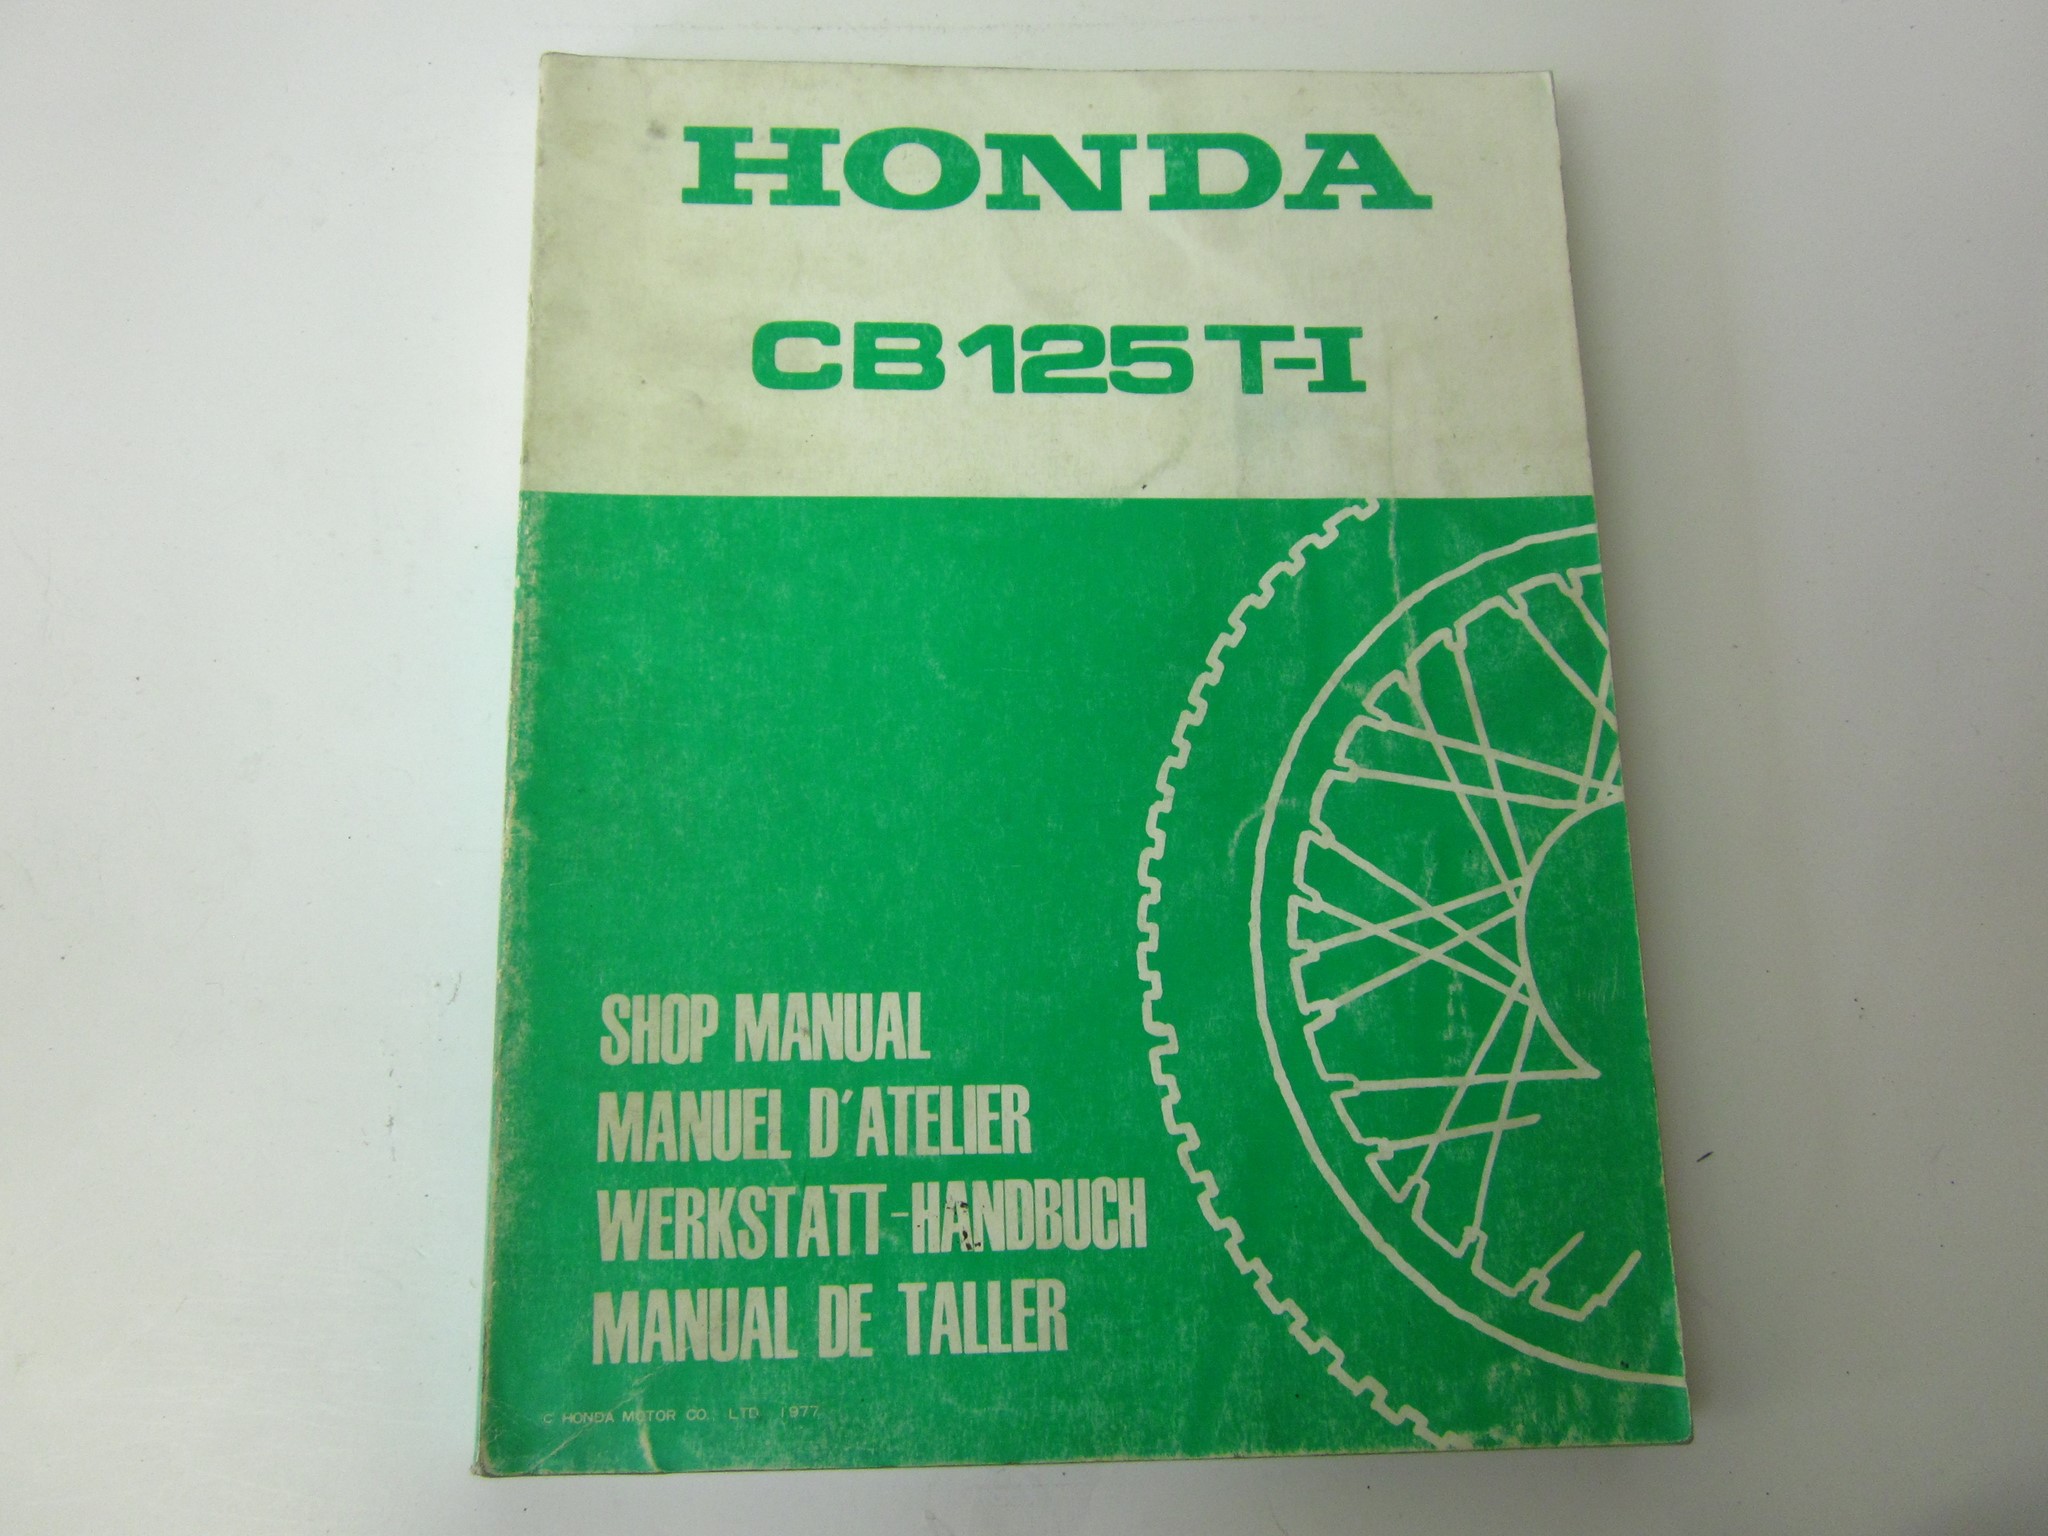 HONDA
CB125T-I
SHOP MANUAL
MANUEL D'ATELIER
WERKSTATT-HANDBUCH
MANUAL DE TALLER
C HONDA MOTOR CO., LTD. 1977